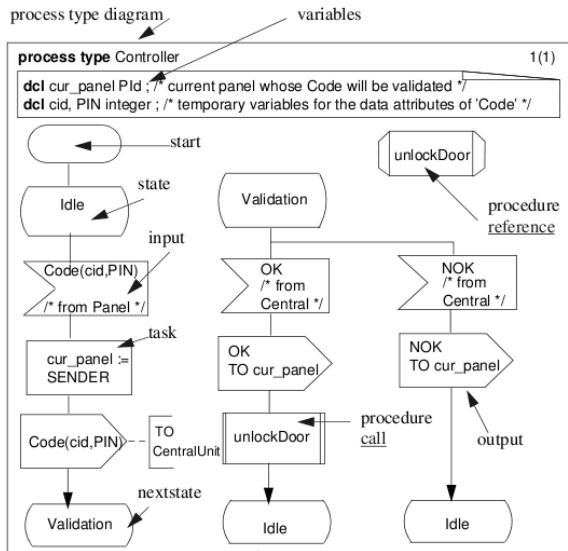 process type diagram
variables
process type Controller
1(1)
dcl cur_panel PId ; /* current panel whose Code will be validated */
dcl cid, PIN integer ; /* temporary variables for the data attributes of 'Code' */
start
Idle
state
Code(cid,PIN)
/* from Panel */
input
cur_panel :=
SENDER
task
Code(cid,PIN)
TO
CentralUnit
Validation
nextstate
Validation
OK
/* from
Central */
OK
TO cur_panel
unlockDoor
procedure
call
Idle
unlockDoor
procedure
reference
NOK
/* from
Central */
NOK
TO cur_panel
output
Idle